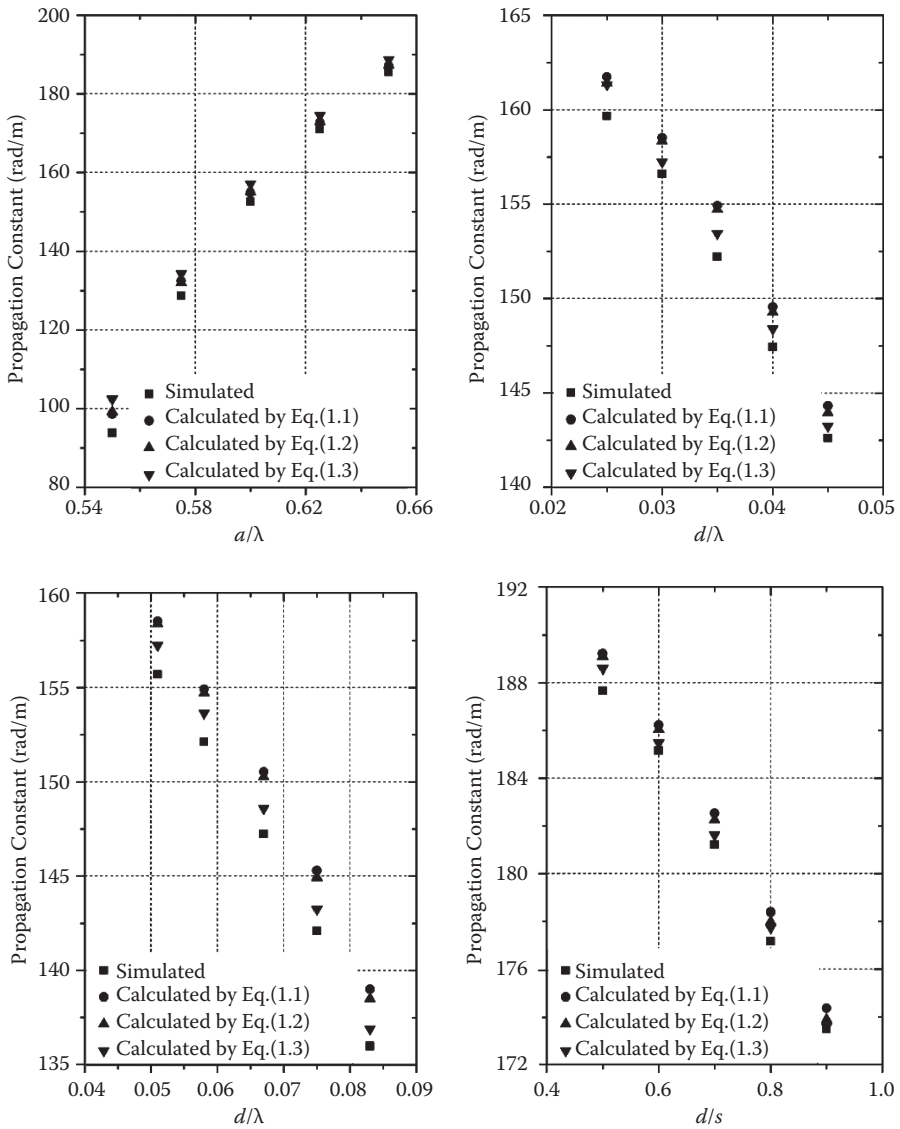 200
180
160
140
120
100
80
Propagation Constant (rad/m)
Simulated
Calculated by Eq.(1.1)
Calculated by Eq.(1.2)
Calculated by Eq.(1.3)
0.54
0.58
0.62
0.66
a/λ
165
160
155
150
145
140
Propagation Constant (rad/m)
Simulated
Calculated by Eq.(1.1)
Calculated by Eq.(1.2)
Calculated by Eq.(1.3)
0.02
0.03
0.04
0.05
d/λ
160
155
150
145
140
135
Propagation Constant (rad/m)
Simulated
Calculated by Eq.(1.1)
Calculated by Eq.(1.2)
Calculated by Eq.(1.3)
0.04
0.05
0.06
0.07
0.08
0.09
d/λ
192
188
184
180
176
172
Propagation Constant (rad/m)
Simulated
Calculated by Eq.(1.1)
Calculated by Eq.(1.2)
Calculated by Eq.(1.3)
0.4
0.6
0.8
1.0
d/s